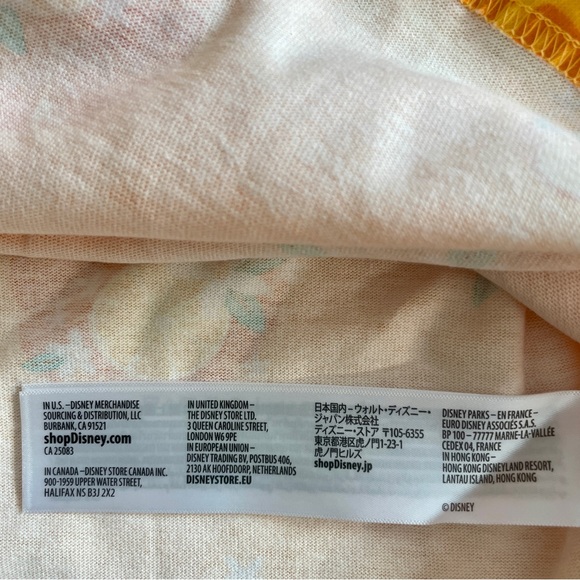 IN U.S. –DISNEY MERCHANDISE
SOURCING & DISTRIBUTION, LLC
BURBANK, CA 91521
shopDisney.com
CA 25083
IN CANADA –DISNEY STORE CANADA INC.
900-1959 UPPER WATER STREET,
HALIFAX NS B3J 2X2
IN UNITED KINGDOM–
THE DISNEY STORE LTD.
3 QUEEN CAROLINE STREET,
LONDON W6 9PE
IN EUROPEAN UNION–
DISNEY TRADING BV, POSTBUS 406,
2130 AK HOOFDDORP, NETHERLANDS
DISNEYSTORE.EU
日本国内–ウォルト・ディズニー・
ジャパン株式会社
ディズニー・ストア 〒105-6355
東京都港区虎ノ門1-23-1
虎ノ門ヒルズ
shopDisney.jp
DISNEY PARKS –EN FRANCE–
EURO DISNEY ASSOCIÉS S.A.S.
BP 100 – 77777 MARNE-LA-VALLÉE
CEDEX 04, FRANCE
IN HONG KONG–
HONG KONG DISNEYLAND RESORT,
LANTAU ISLAND, HONG KONG
© DISNEY